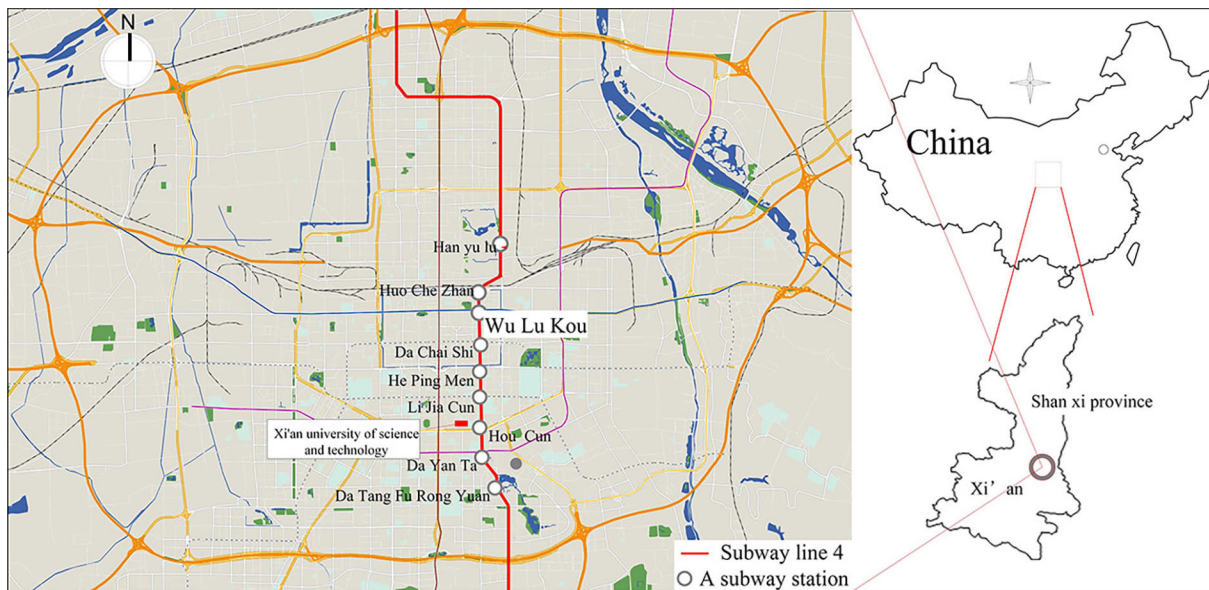 N
Han yu lu
Huo Che Zhan
Wu Lu Kou
Da Chai Shi
He Ping Men
Li Jia Cun
Xi'an university of science
and technology
Hou Cun
Da Yan Ta
Da Tang Fu Rong Yuan
Subway line 4
A subway station
China
Shan xi province
Xi' an